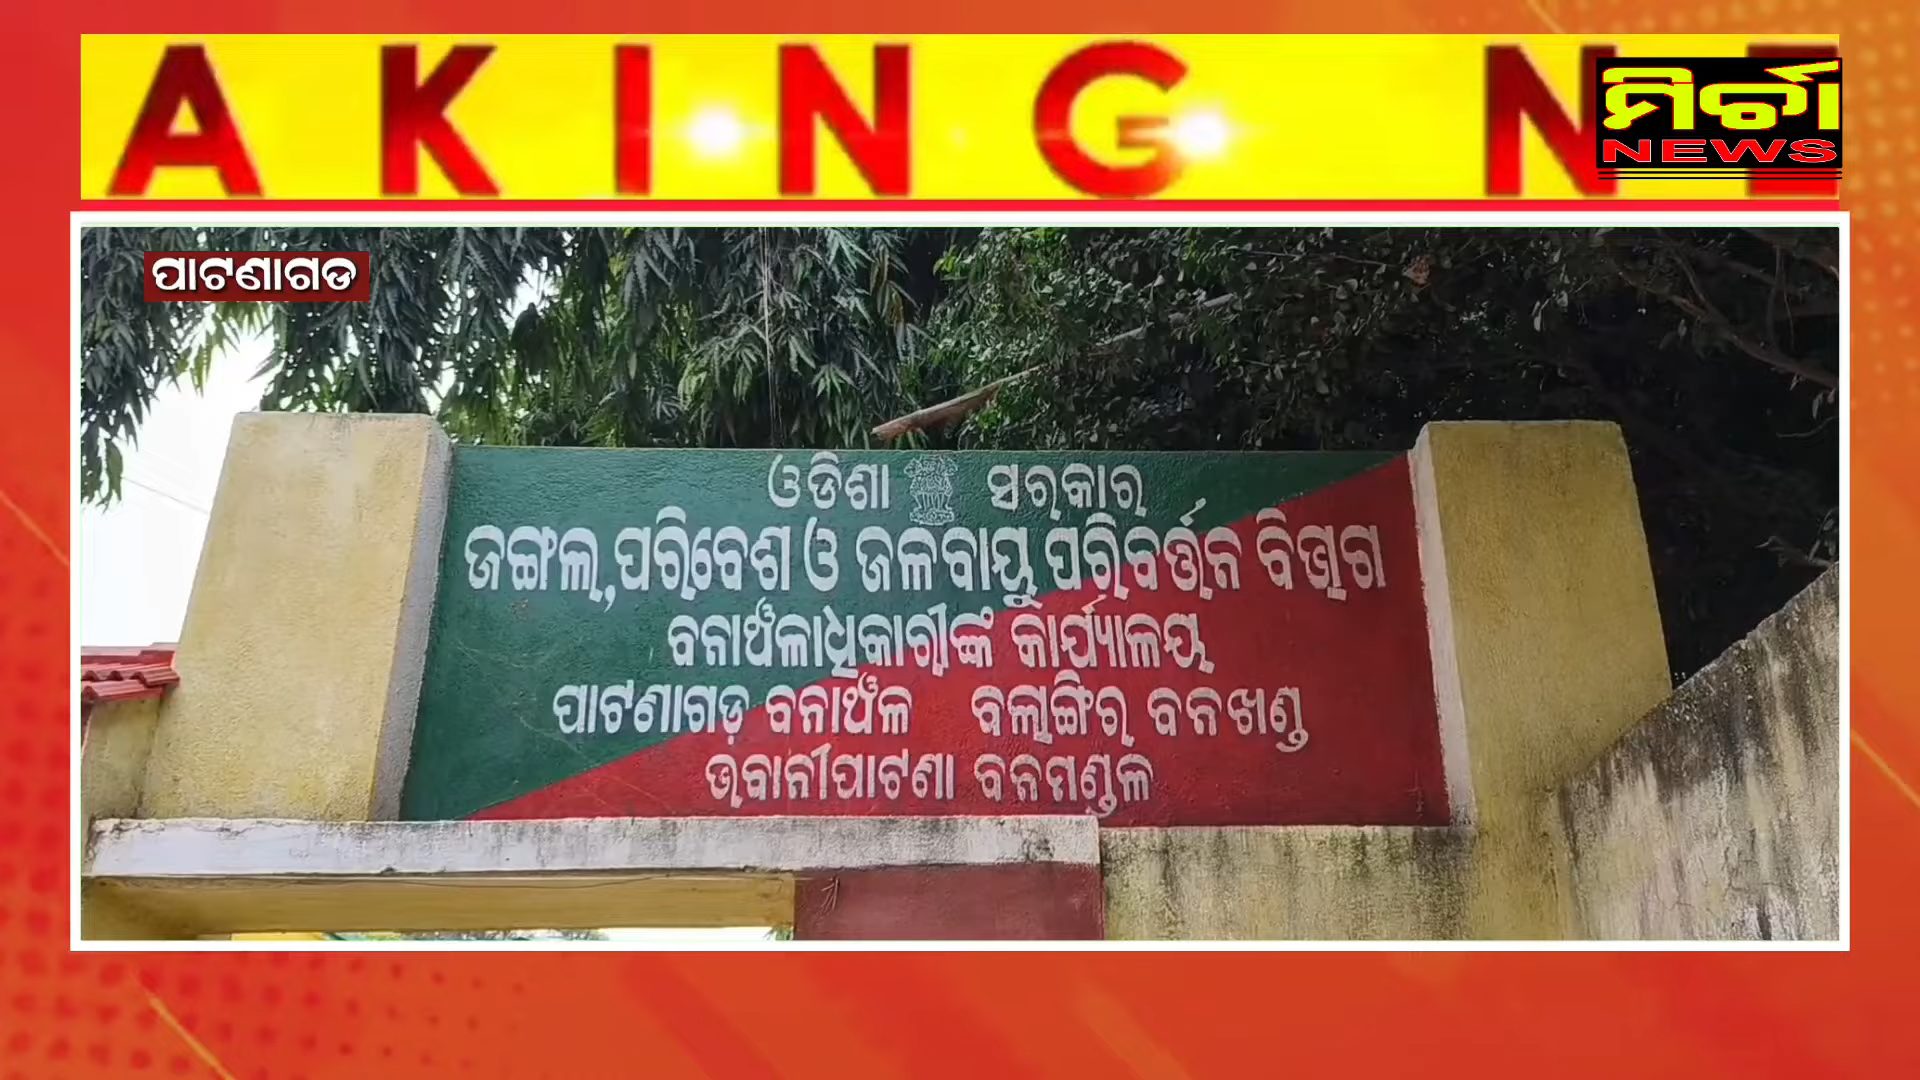 AKING NE
ମିର୍ଚୀ
NEWS
ପାଟଣାଗଡ
ଓଡିଶା ସରକାର
ଜଙ୍ଗଲ,ପରିବେଶ ଓ ଜଳବାୟୁ ପରିବର୍ତ୍ତନ ବିଭାଗ
ବନାଞ୍ଚଳାଧିକାରୀଙ୍କ କାର୍ଯ୍ୟାଳୟ
ପାଟଣାଗଡ଼ ବନାଞ୍ଚଳ ବଲାଙ୍ଗିର ବନଖଣ୍ଡ
ଭବାନୀପାଟଣା ବନମଣ୍ଡଳ